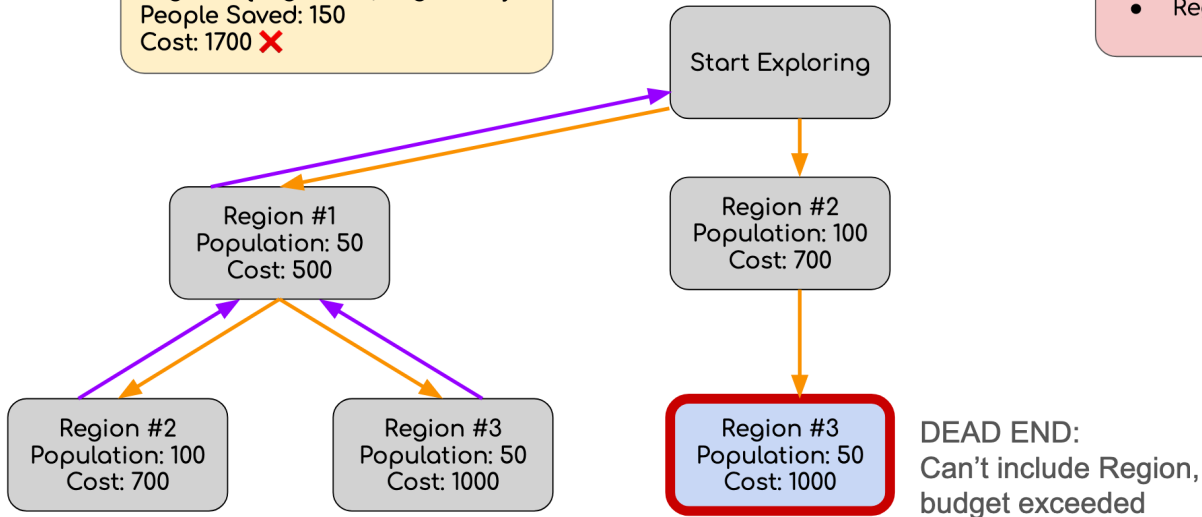 People Saved: 150
Cost: 1700 ❌
Start Exploring
Region #1
Population: 50
Cost: 500
Region #2
Population: 100
Cost: 700
Region #2
Population: 100
Cost: 700
Region #3
Population: 50
Cost: 1000
Region #3
Population: 50
Cost: 1000
DEAD END:
Can’t include Region,
budget exceeded